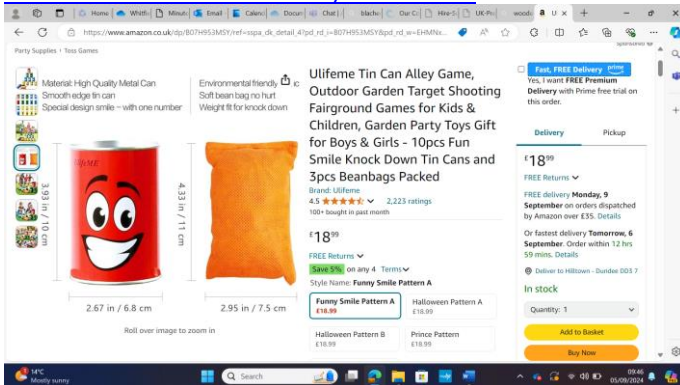 Home
Whithr
Minute
Email
Calend
Docum
Chat |
blache
Our Co
Hire-S
UK-Pri
woods
https://www.amazon.co.uk/dp/B07H953MSY/ref=sspa_dk_detail_4?pd_rd_i=B07H953MSY&pd_rd_w=EHMNx...
Party Supplies › Toss Games
Sponsored
Material: High Quality Metal Can
Smooth edge tin can
Special design smile – with one number
Environmental friendly
Soft bean bag no hurt
Weight fit for knock down
3.93 in / 10 cm
4.33 in / 11 cm
2.67 in / 6.8 cm
2.95 in / 7.5 cm
Roll over image to zoom in
Ulifeme Tin Can Alley Game,
Outdoor Garden Target Shooting
Fairground Games for Kids &
Children, Garden Party Toys Gift
for Boys & Girls - 10pcs Fun
Smile Knock Down Tin Cans and
3pcs Beanbags Packed
Brand: Ulifeme
4.5 2,223 ratings
100+ bought in past month
£18.99
FREE Returns
Save 5% on any 4 Terms
Style Name: Funny Smile Pattern A
Funny Smile Pattern A
£18.99
Halloween Pattern A
£18.99
Halloween Pattern B
£18.99
Prince Pattern
£18.99
Fast, FREE Delivery prime
Yes, I want FREE Premium
Delivery with Prime free trial on
this order.
Delivery
Pickup
£18.99
FREE Returns
FREE delivery Monday, 9
September on orders dispatched
by Amazon over £35. Details
Or fastest delivery Tomorrow, 6
September. Order within 12 hrs
59 mins. Details
Deliver to Hilltown - Dundee DD3 7
In stock
Quantity: 1
Add to Basket
Buy Now
14°C
Mostly sunny
Search
09:46
05/09/2024